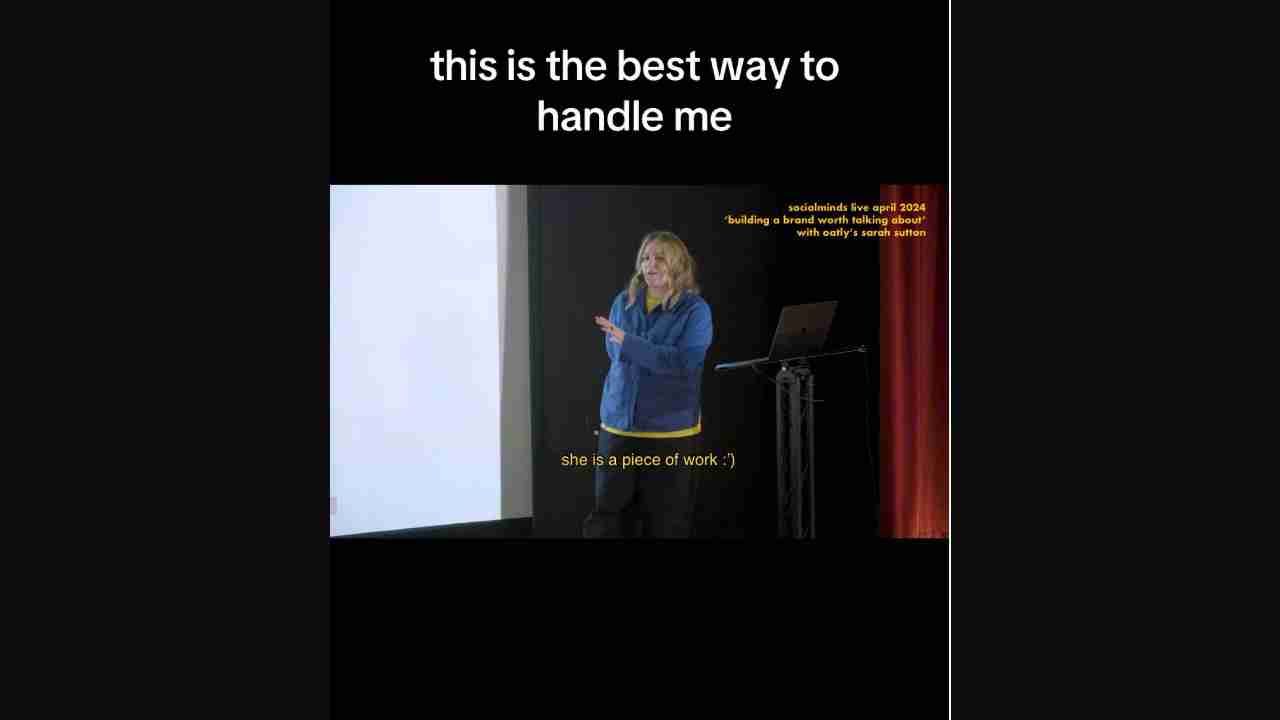 this is the best way to
handle me
socialminds live april 2024
'building a brand worth talking about'
with oatly's sarah sutton
she is a piece of work :')